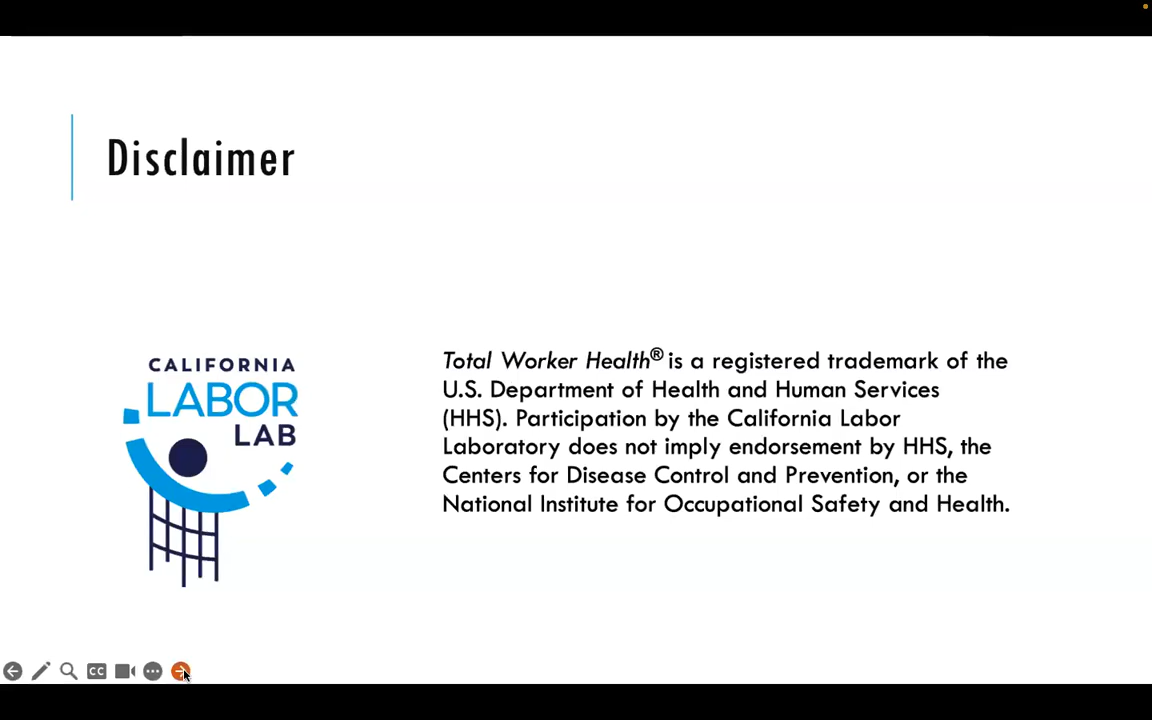 Disclaimer
CALIFORNIA
LABOR
LAB
Total Worker Health® is a registered trademark of the
U.S. Department of Health and Human Services
(HHS). Participation by the California Labor
Laboratory does not imply endorsement by HHS, the
Centers for Disease Control and Prevention, or the
National Institute for Occupational Safety and Health.
CC